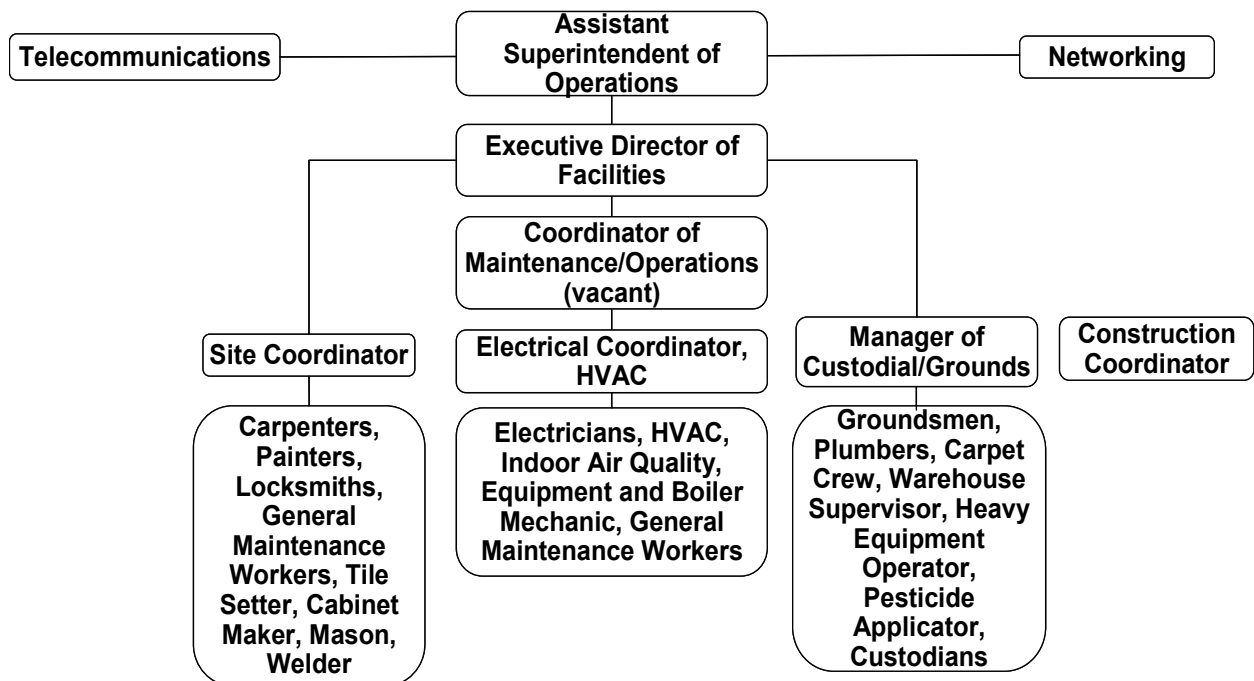 Telecommunications
Assistant
Superintendent of
Operations
Networking
Executive Director of
Facilities
Coordinator of
Maintenance/Operations
(vacant)
Site Coordinator
Electrical Coordinator,
HVAC
Manager of
Custodial/Grounds
Construction
Coordinator
Carpenters,
Painters,
Locksmiths,
General
Maintenance
Workers, Tile
Setter, Cabinet
Maker, Mason,
Welder
Electricians, HVAC,
Indoor Air Quality,
Equipment and Boiler
Mechanic, General
Maintenance Workers
Groundsmen,
Plumbers, Carpet
Crew, Warehouse
Supervisor, Heavy
Equipment
Operator,
Pesticide
Applicator,
Custodians